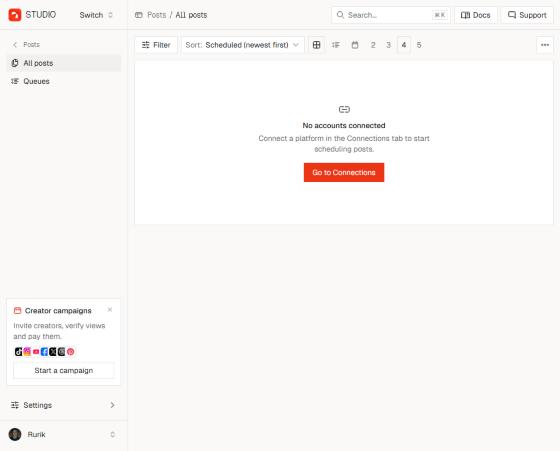 STUDIO
Switch
Posts / All posts
Search...
⌘ K
Docs
Support
Posts
All posts
Queues
Filter
Sort: Scheduled (newest first)
2
3
4
5
No accounts connected
Connect a platform in the Connections tab to start
scheduling posts.
Go to Connections
Creator campaigns
Invite creators, verify views
and pay them.
Start a campaign
Settings
Rurik